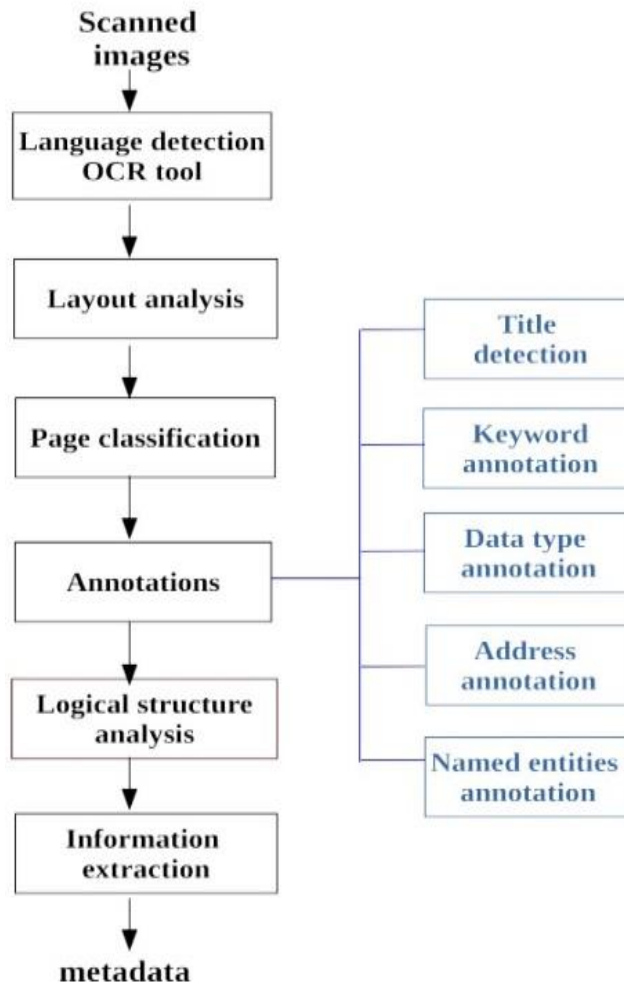 Scanned
images
Language detection
OCR tool
Layout analysis
Page classification
Annotations
Logical structure
analysis
Information
extraction
metadata
Title
detection
Keyword
annotation
Data type
annotation
Address
annotation
Named entities
annotation